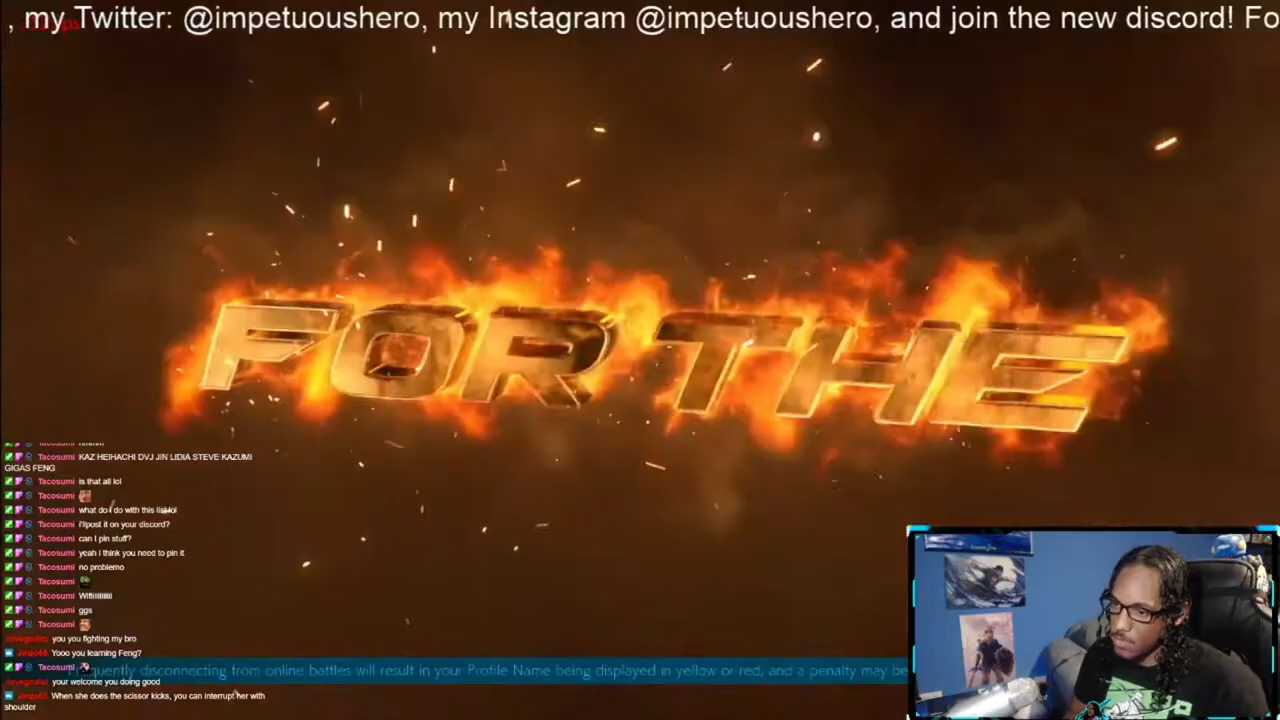 , my Twitter: @impetuoushero, my Instagram @impetuoushero, and join the new discord! Fo
FOR THE
Tacosumi KAZ HEIHACHI DVJ JIN LIDIA STEVE KAZUMI
GIGAS FENG
Tacosumi is that all lol
Tacosumi
Tacosumi what do I do with this list lol
Tacosumi i'llpost it on your discord?
Tacosumi can I pin stuff?
Tacosumi yeah i think you need to pin it
Tacosumi no problemo
Tacosumi
Tacosumi
Tacosumi ggs
Tacosumi
you you fighting my bro
Yooo you learning Feng?
Tacosumi
quently disconnecting from online battles will result in your Profile Name being displayed in yellow or red, and a penalty may be
your welcome you doing good
When she does the scissor kicks, you can interrupt her with
shoulder